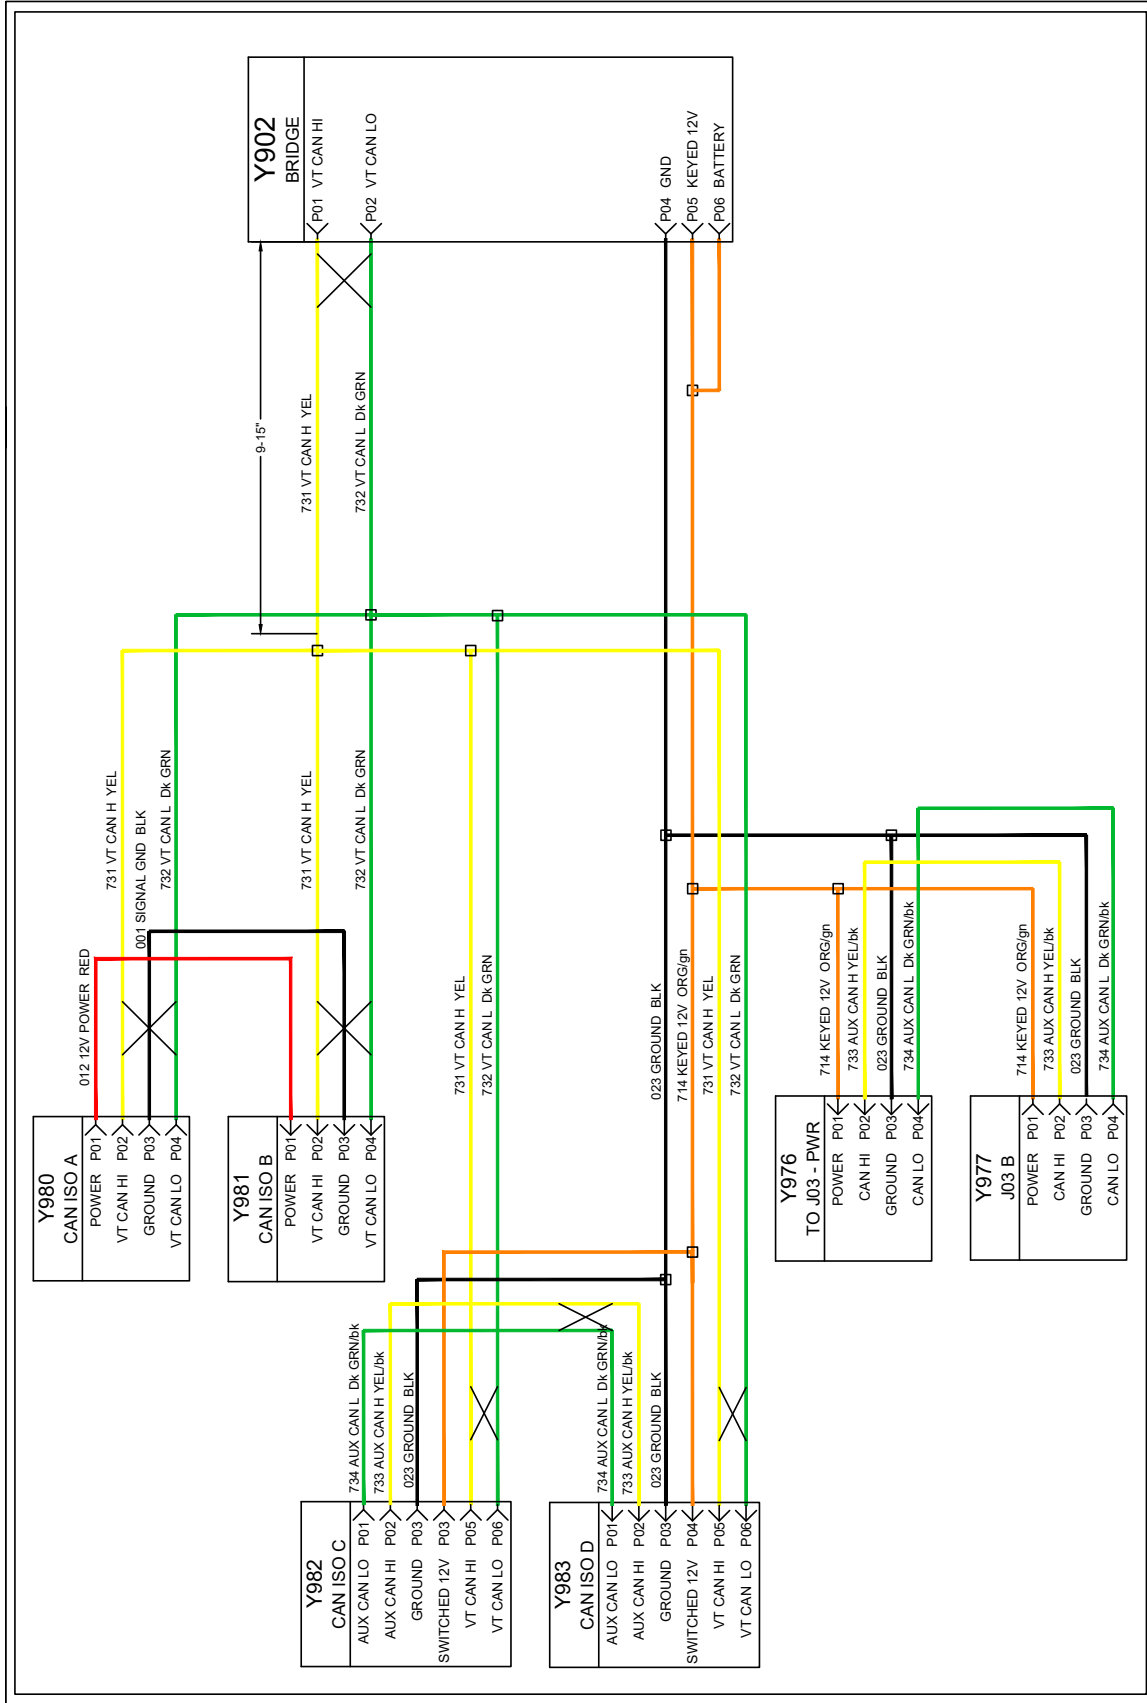 Y902
BRIDGE
P01 VT CAN HI
P02 VT CAN LO
P04 GND
P05 KEYED 12V
P06 BATTERY
9-15"
731 VT CAN H YEL
732 VT CAN L Dk GRN
731 VT CAN H YEL
732 VT CAN L Dk GRN
001 SIGNAL GND BLK
012 12V POWER RED
731 VT CAN H YEL
732 VT CAN L Dk GRN
731 VT CAN H YEL
732 VT CAN L Dk GRN
023 GROUND BLK
714 KEYED 12V ORG/gn
731 VT CAN H YEL
732 VT CAN L Dk GRN
714 KEYED 12V ORG/gn
733 AUX CAN H YEL/bk
023 GROUND BLK
734 AUX CAN L Dk GRN/bk
714 KEYED 12V ORG/gn
733 AUX CAN H YEL/bk
023 GROUND BLK
734 AUX CAN L Dk GRN/bk
Y980
CAN ISO A
POWER P01
VT CAN HI P02
GROUND P03
VT CAN LO P04
Y981
CAN ISO B
POWER P01
VT CAN HI P02
GROUND P03
VT CAN LO P04
Y976
TO J03 - PWR
POWER P01
CAN HI P02
GROUND P03
CAN LO P04
Y977
J03 B
POWER P01
CAN HI P02
GROUND P03
CAN LO P04
734 AUX CAN L Dk GRN/bk
733 AUX CAN H YEL/bk
023 GROUND BLK
734 AUX CAN L Dk GRN/bk
733 AUX CAN H YEL/bk
023 GROUND BLK
Y982
CAN ISO C
AUX CAN LO P01
AUX CAN HI P02
GROUND P03
SWITCHED 12V P03
VT CAN HI P05
VT CAN LO P06
Y983
CAN ISO D
AUX CAN LO P01
AUX CAN HI P02
GROUND P03
SWITCHED 12V P04
VT CAN HI P05
VT CAN LO P06